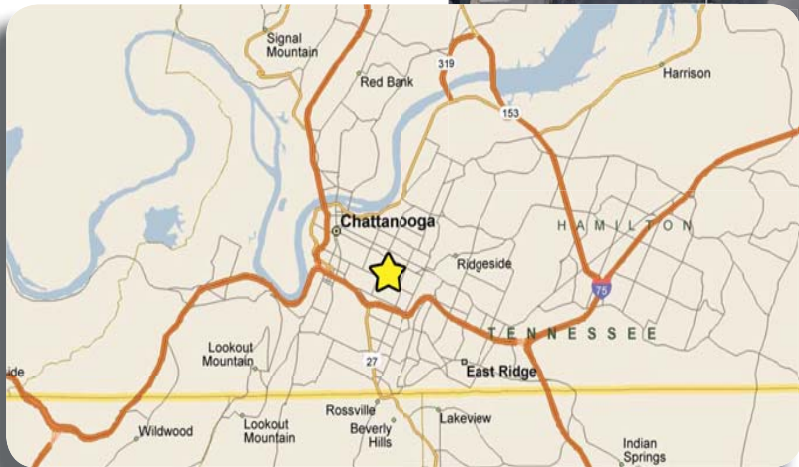 Signal
Mountain
319
Red Bank
Harrison
153
Chattanooga
HAMILTON
Ridgeside
75
TENNESSEE
Lookout
Mountain
27
East Ridge
ide
Rossville
Wildwood
Lookout
Mountain
Beverly
Hills
Lakeview
Indian
Springs